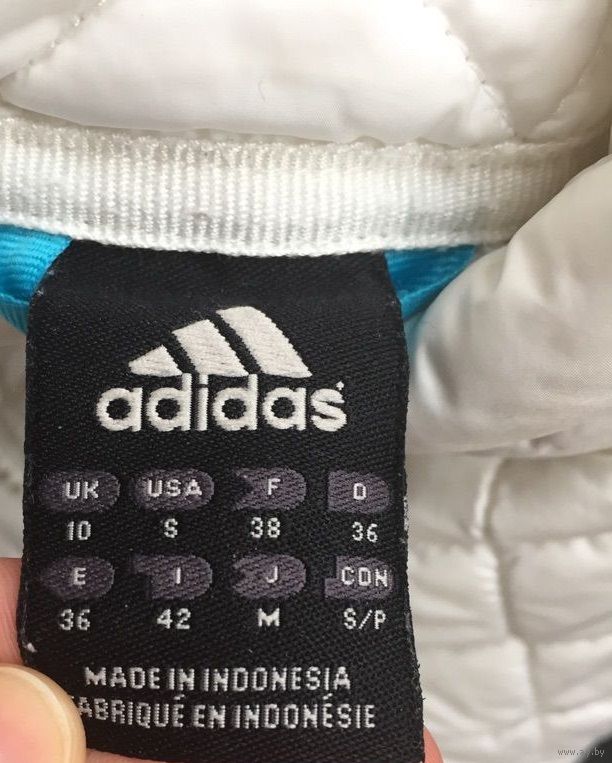 adidas
UK USA F D
10 S 38 36
E I J CDN
36 42 M S/P
MADE IN INDONESIA
FABRIQUÉ EN INDONÉSIE